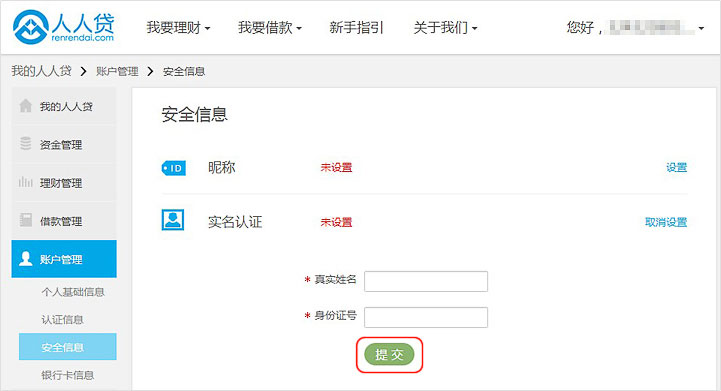 人人贷 我要理财 我要借款 新手指引 关于我们 您好，
renrendai.com
我的人人贷 > 账户管理 > 安全信息
我的人人贷
资金管理
理财管理
借款管理
账户管理
个人基础信息
认证信息
安全信息
银行卡信息
安全信息
ID 昵称 未设置 设置
实名认证 未设置 取消设置
* 真实姓名
* 身份证号
提交